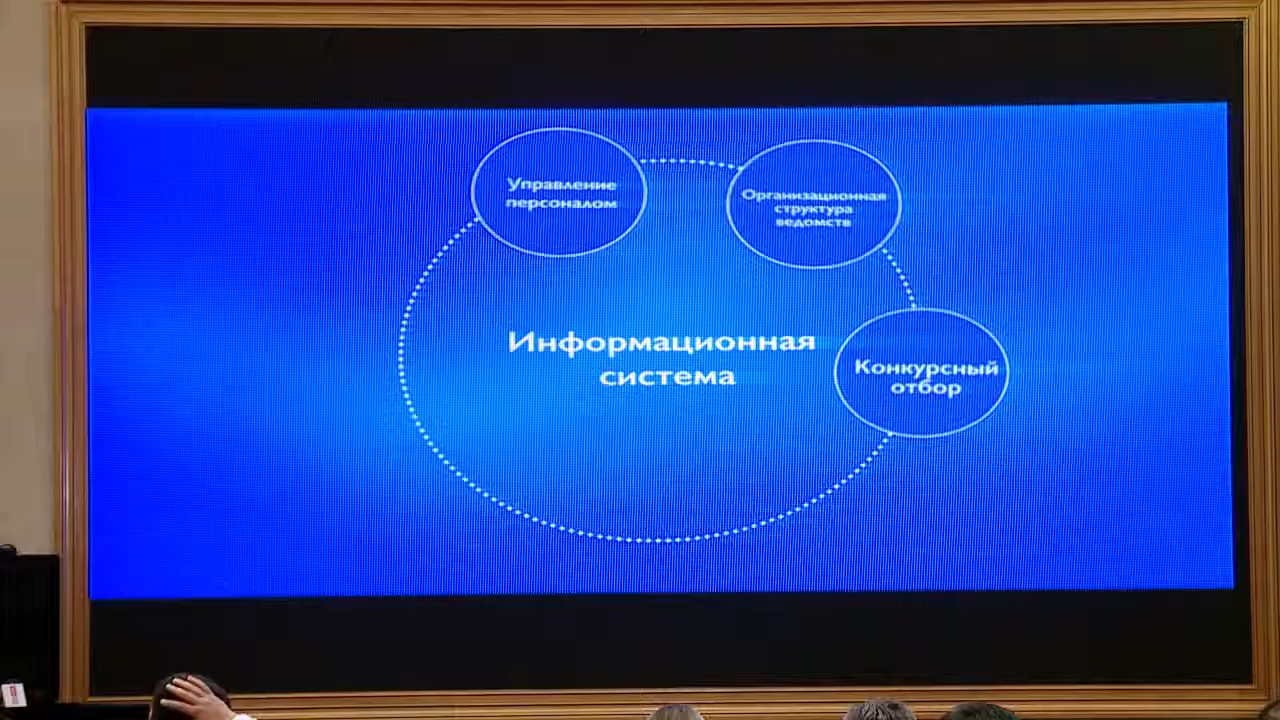 Управление
персоналом
Организационная
структура
ведомств
Информационная
система
Конкурсный
отбор